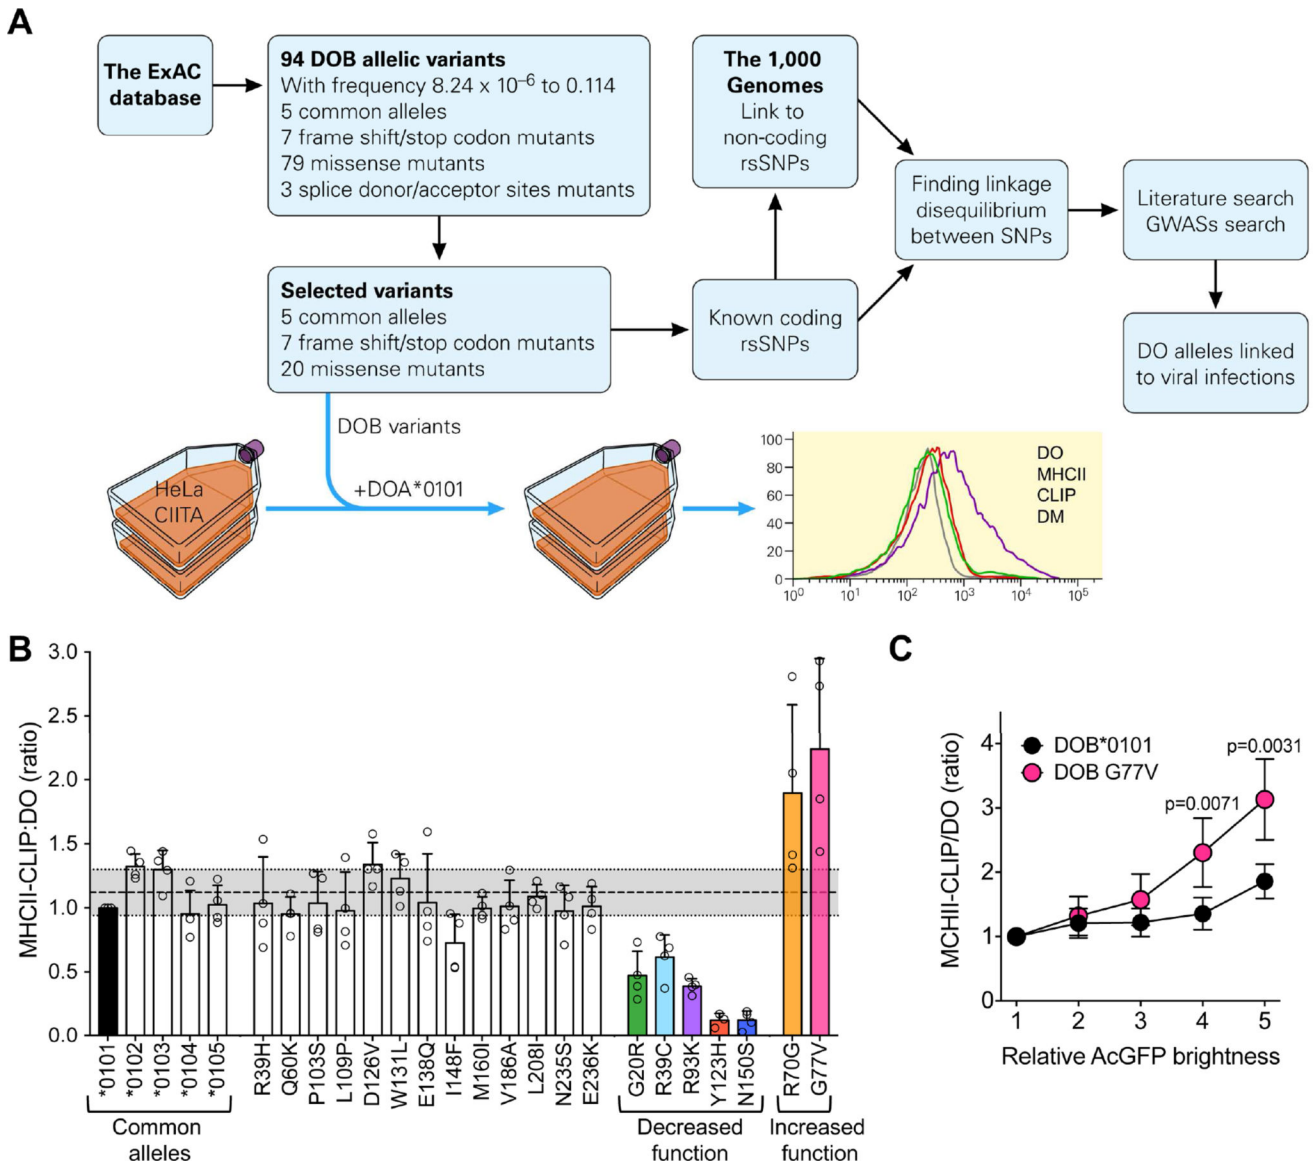 A
The ExAC
database
94 DOB allelic variants
With frequency 8.24 x 10⁻⁶ to 0.114
5 common alleles
7 frame shift/stop codon mutants
79 missense mutants
3 splice donor/acceptor sites mutants
The 1,000
Genomes
Link to
non-coding
rsSNPs
Finding linkage
disequilibrium
between SNPs
Literature search
GWASs search
Selected variants
5 common alleles
7 frame shift/stop codon mutants
20 missense mutants
Known coding
rsSNPs
DO alleles linked
to viral infections
DOB variants
+DOA*0101
HeLa
CIITA
100
80
60
40
20
0
10⁰ 10¹ 10² 10³ 10⁴ 10⁵
DO
MHCII
CLIP
DM
B
MHCII-CLIP:DO (ratio)
3.0
2.5
2.0
1.5
1.0
0.5
0.0
*0101
*0102
*0103
*0104
*0105
R39H
Q60K
P103S
L109P
D126V
W131L
E138Q
I148F
M160I
V186A
L208I
N235S
E236K
G20R
R39C
R93K
Y123H
N150S
R70G
G77V
Common
alleles
Decreased
function
Increased
function
C
MCHII-CLIP/DO (ratio)
4
3
2
1
0
DOB*0101
DOB G77V
p=0.0031
p=0.0071
1 2 3 4 5
Relative AcGFP brightness